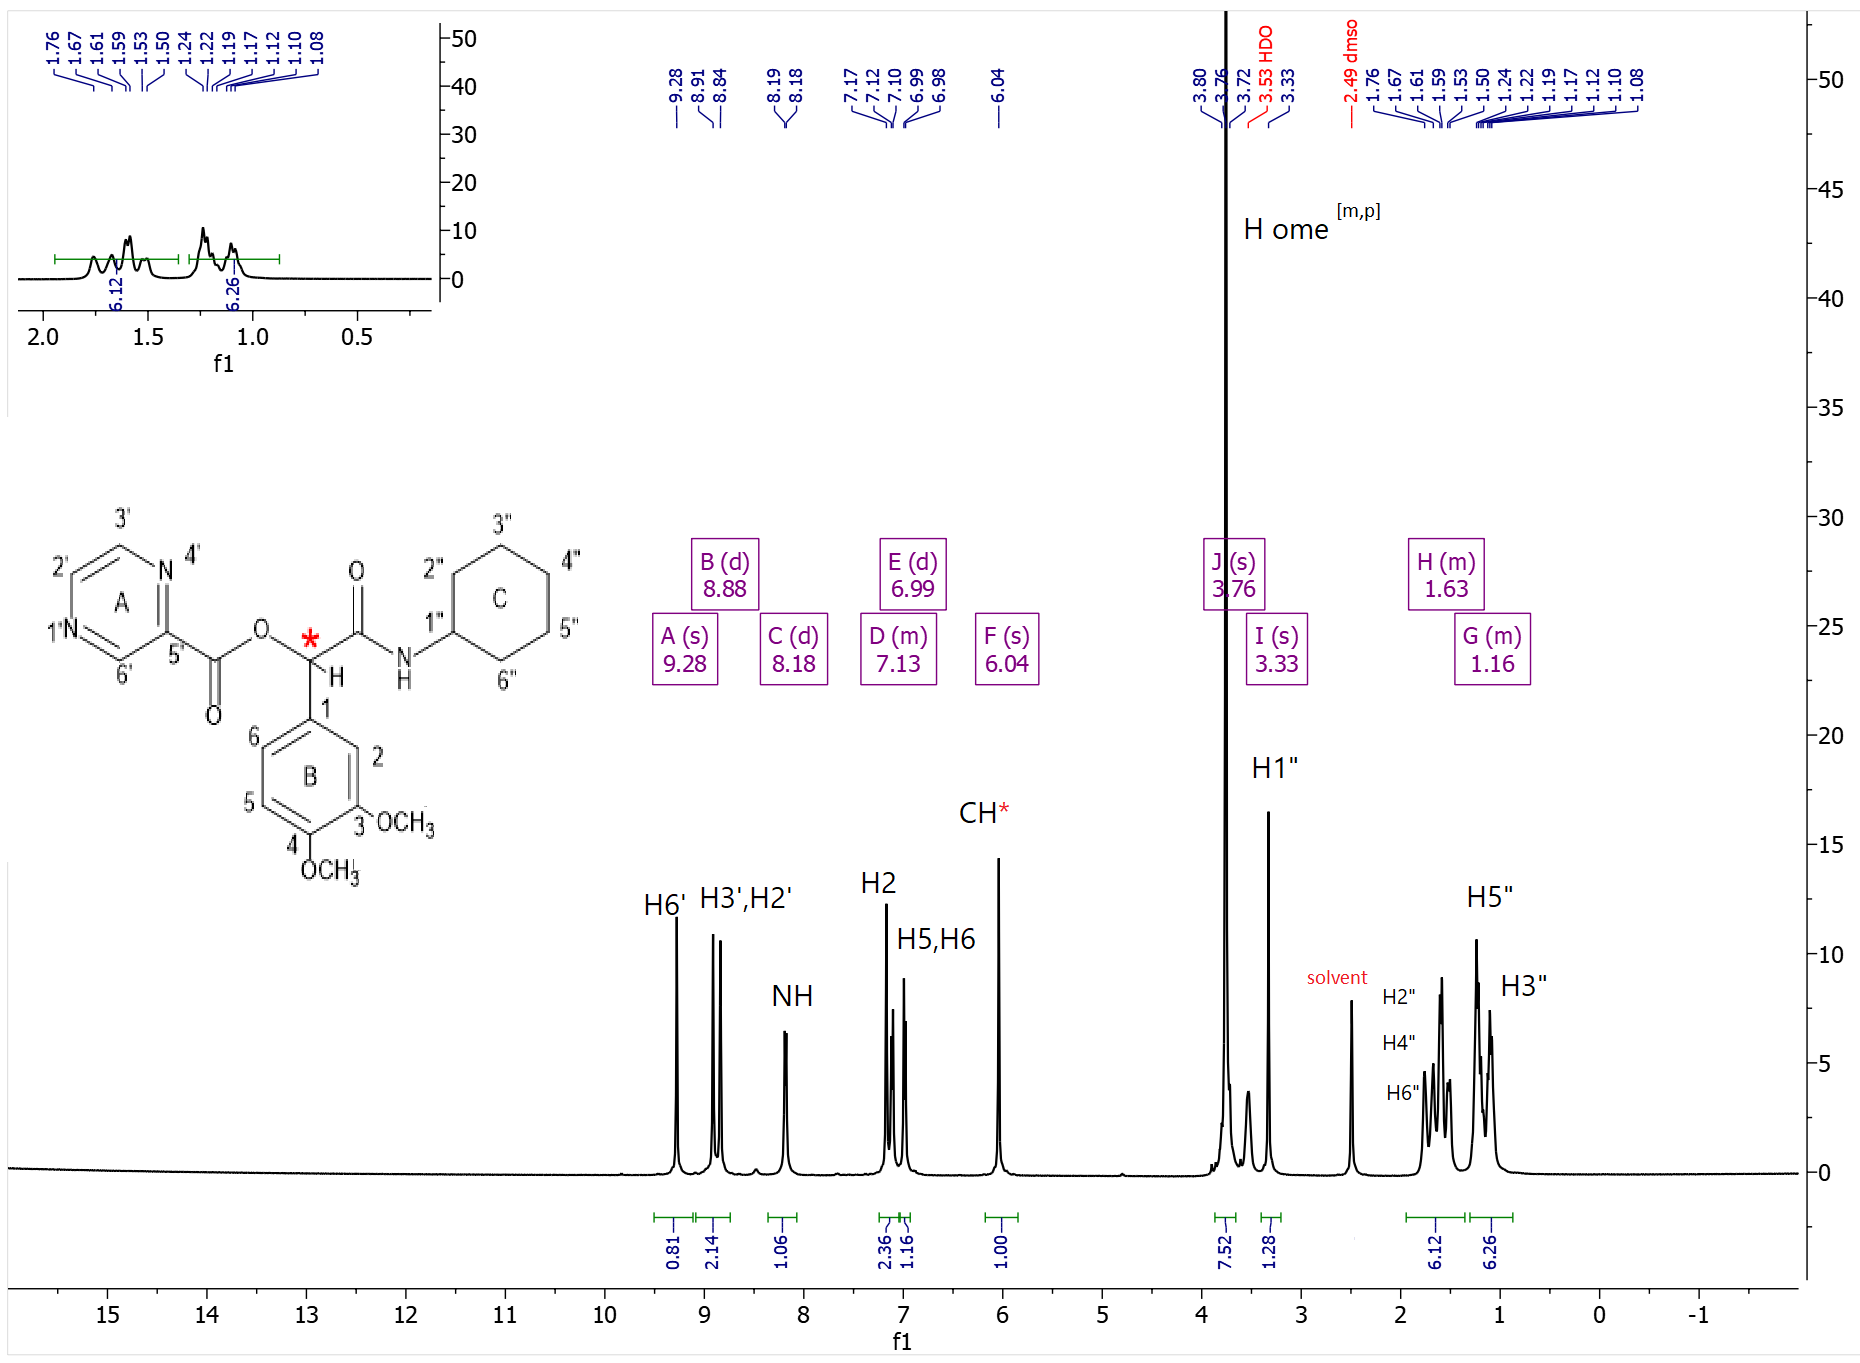 1.76 1.67 1.61 1.59 1.53 1.50 1.24 1.22 1.19 1.17 1.12 1.10 1.08
50
40
30
20
10
0
6.12 6.26
2.0 1.5 1.0 0.5
f1
9.28 8.91 8.84 8.19 8.18 7.17 7.12 7.10 6.99 6.98 6.04 3.80 3.76 3.72 3.53 HDO 3.33 2.49 dmso 1.76 1.67 1.61 1.59 1.53 1.50 1.24 1.22 1.19 1.17 1.12 1.10 1.08
H ome [m,p]
B (d)
8.88
E (d)
6.99
J (s)
3.76
H (m)
1.63
A (s)
9.28
C (d)
8.18
D (m)
7.13
F (s)
6.04
I (s)
3.33
G (m)
1.16
3' 3"
2' 4' N 2" 4"
A O C
1' N O * 1" 5"
6' 5' H N H 6"
O
1
6 2
B
5 3 OCH3
4
OCH3
H6'
H3',H2'
NH
H2
H5,H6
CH*
H1"
solvent
H2"
H4"
H6"
H5"
H3"
50
45
40
35
30
25
20
15
10
5
0
0.81 2.14 1.06 2.36 1.16 1.00 7.52 1.28 6.12 6.26
15 14 13 12 11 10 9 8 7 6 5 4 3 2 1 0 -1
f1